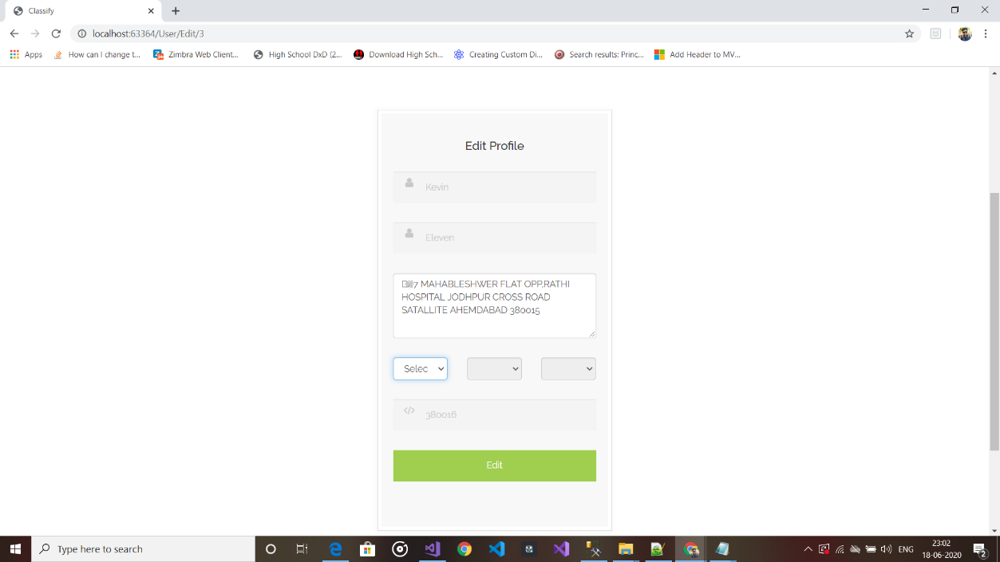 Classify
localhost:63364/User/Edit/3
Apps
How can I change t...
Zimbra Web Client...
High School DxD (2...
Download High Sch...
Creating Custom Di...
Search results: Princ...
Add Header to MV...
Edit Profile
Kevin
Eleven
7 MAHABLESHWER FLAT OPP.RATHI
HOSPITAL JODHPUR CROSS ROAD
SATALLITE AHEMDABAD 380015
Selec
380016
Edit
Type here to search
ENG
23:02
18-06-2020
2